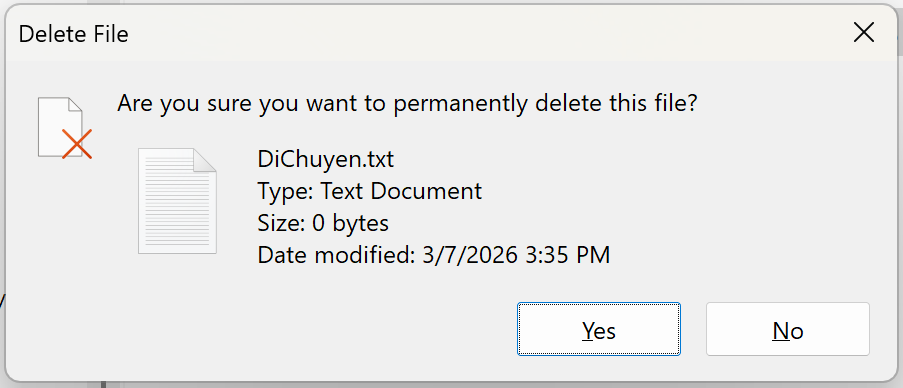 Delete File
Are you sure you want to permanently delete this file?
DiChuyen.txt
Type: Text Document
Size: 0 bytes
Date modified: 3/7/2026 3:35 PM
Yes
No